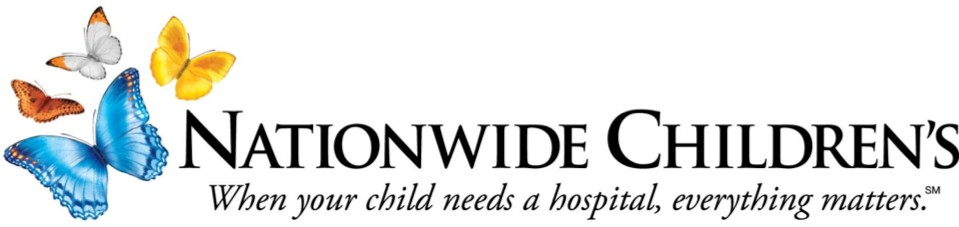 NATIONWIDE CHILDREN'S
When your child needs a hospital, everything matters.℠